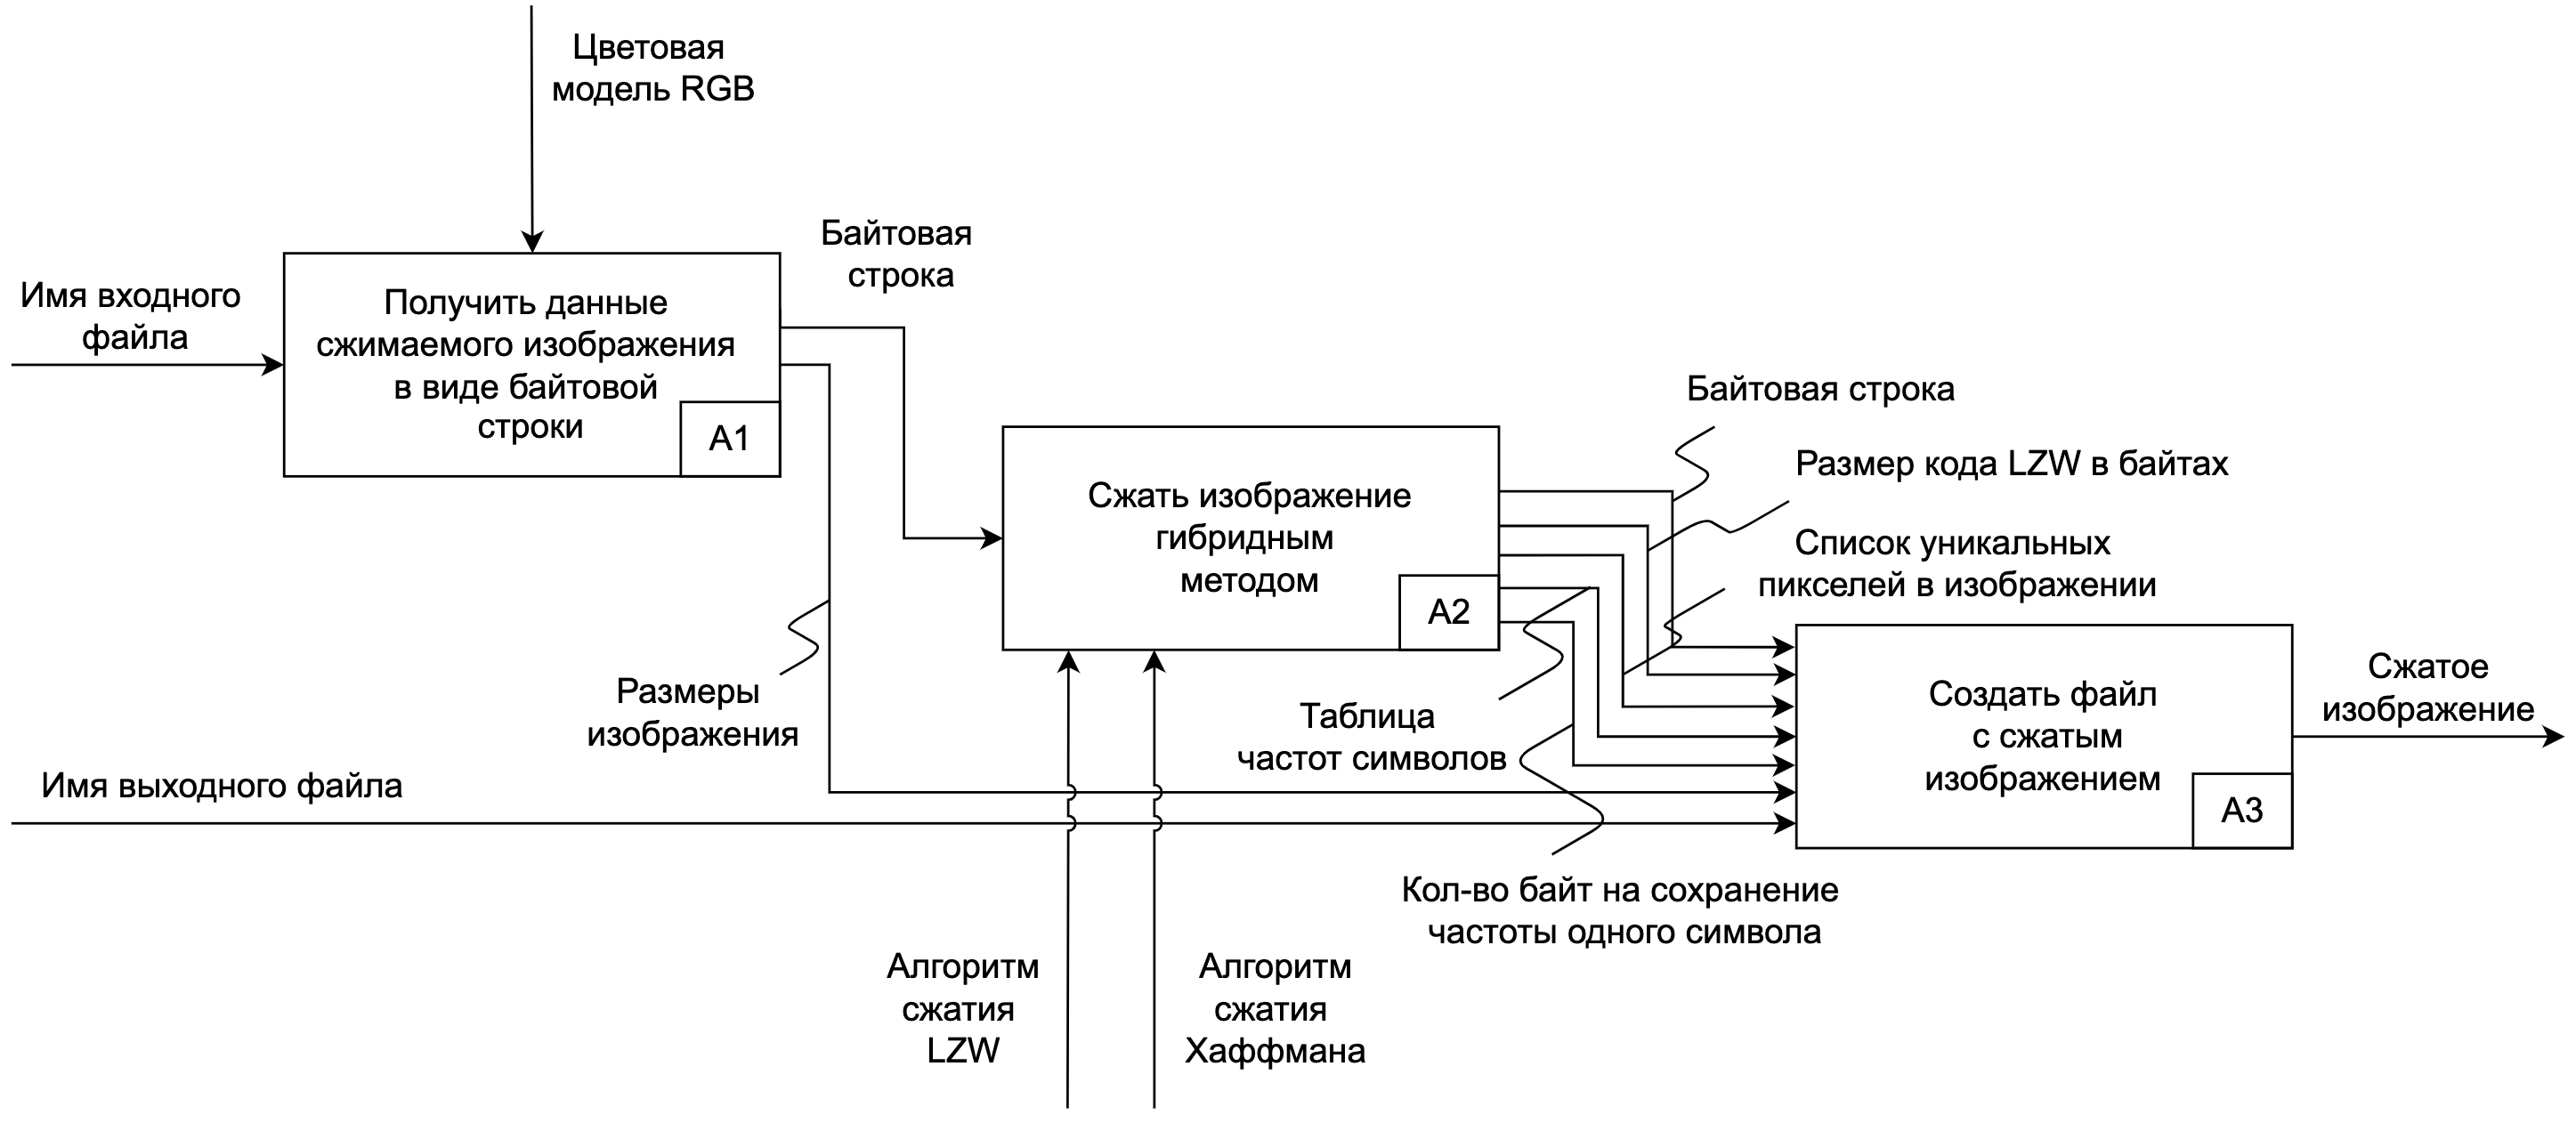 Цветовая
модель RGB
Имя входного
файла
Получить данные
сжимаемого изображения
в виде байтовой
строки
A1
Байтовая
строка
Размеры
изображения
Имя выходного файла
Сжать изображение
гибридным
методом
A2
Байтовая строка
Размер кода LZW в байтах
Список уникальных
пикселей в изображении
Таблица
частот символов
Кол-во байт на сохранение
частоты одного символа
Алгоритм
сжатия
LZW
Алгоритм
сжатия
Хаффмана
Создать файл
с сжатым
изображением
A3
Сжатое
изображение